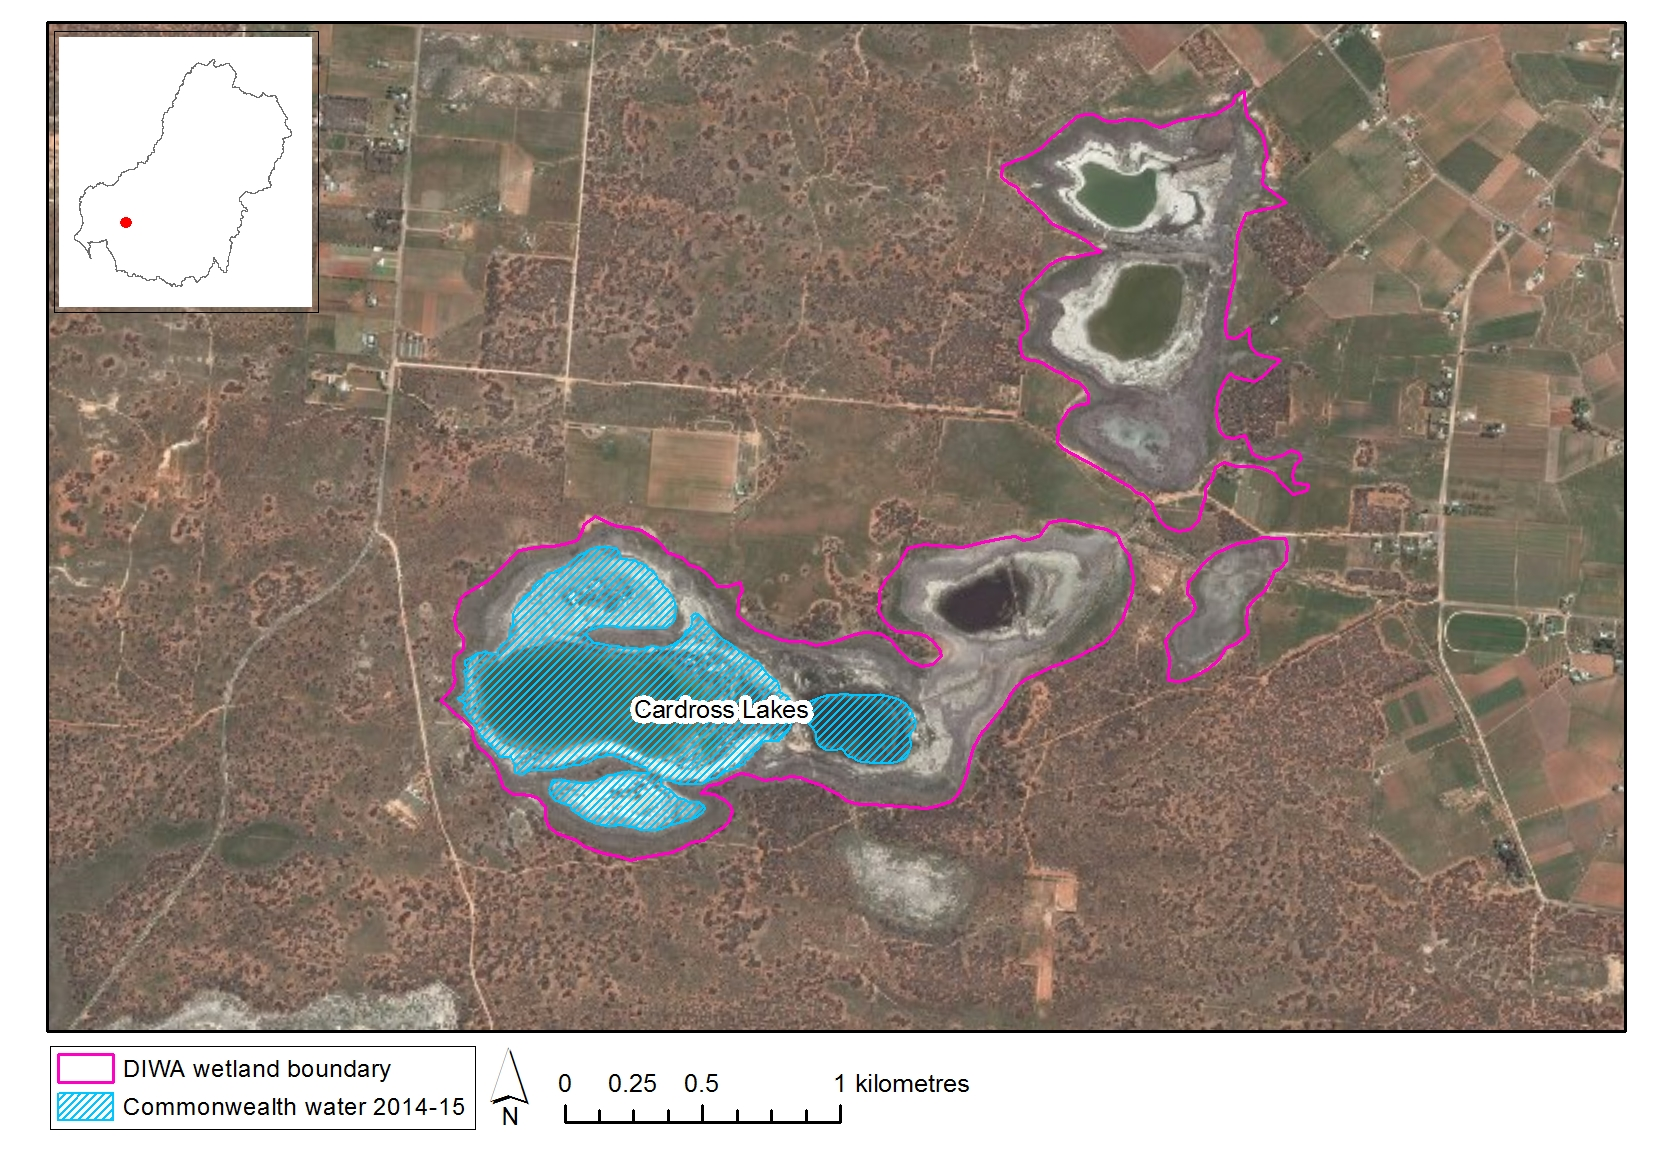 Cardross Lakes
DIWA wetland boundary
Commonwealth water 2014-15
N
0 0.25 0.5 1 kilometres